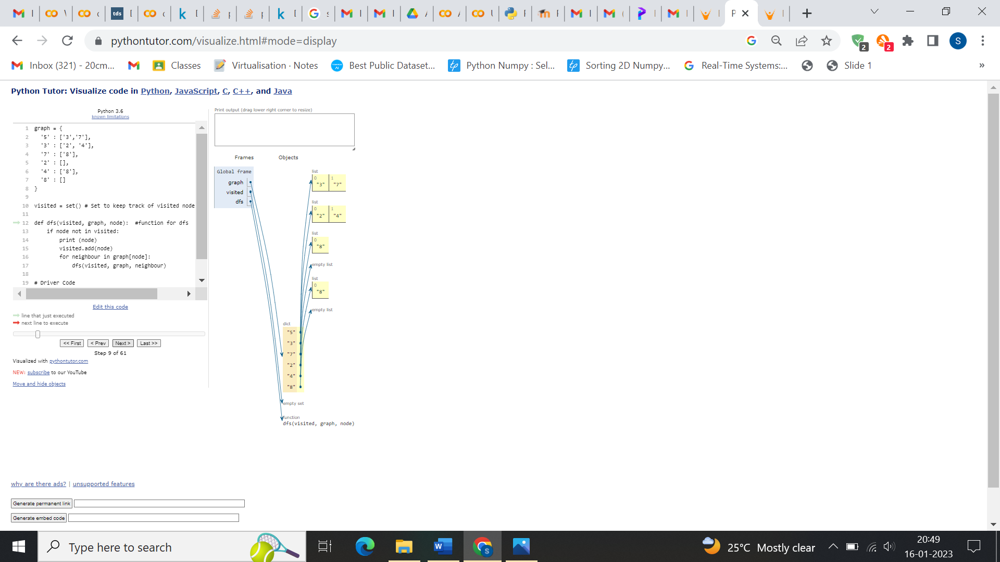 tds
pythontutor.com/visualize.html#mode=display
2
2
S
Inbox (321) - 20cm...
Classes
Virtualisation · Notes
Best Public Dataset...
Python Numpy : Sel...
Sorting 2D Numpy...
Real-Time Systems:...
Slide 1
»
Python Tutor: Visualize code in Python, JavaScript, C, C++, and Java
Python 3.6
known limitations
1 graph = {
2 '5' : ['3','7'],
3 '3' : ['2', '4'],
4 '7' : ['8'],
5 '2' : [],
6 '4' : ['8'],
7 '8' : []
8 }
9
10 visited = set() # Set to keep track of visited node
11
12 def dfs(visited, graph, node): #function for dfs
13 if node not in visited:
14 print (node)
15 visited.add(node)
16 for neighbour in graph[node]:
17 dfs(visited, graph, neighbour)
18
19 # Driver Code
Edit this code
line that just executed
next line to execute
<< First < Prev Next > Last >>
Step 9 of 61
Visualized with pythontutor.com
NEW: subscribe to our YouTube
Move and hide objects
Print output (drag lower right corner to resize)
Frames Objects
Global frame
graph
visited
dfs
list
0 1
"3" "7"
list
0 1
"2" "4"
list
0
"8"
empty list
list
0
"8"
empty list
dict
"5"
"3"
"7"
"2"
"4"
"8"
empty set
function
dfs(visited, graph, node)
why are there ads? | unsupported features
Generate permanent link
Generate embed code
Type here to search
25°C Mostly clear
20:49
16-01-2023